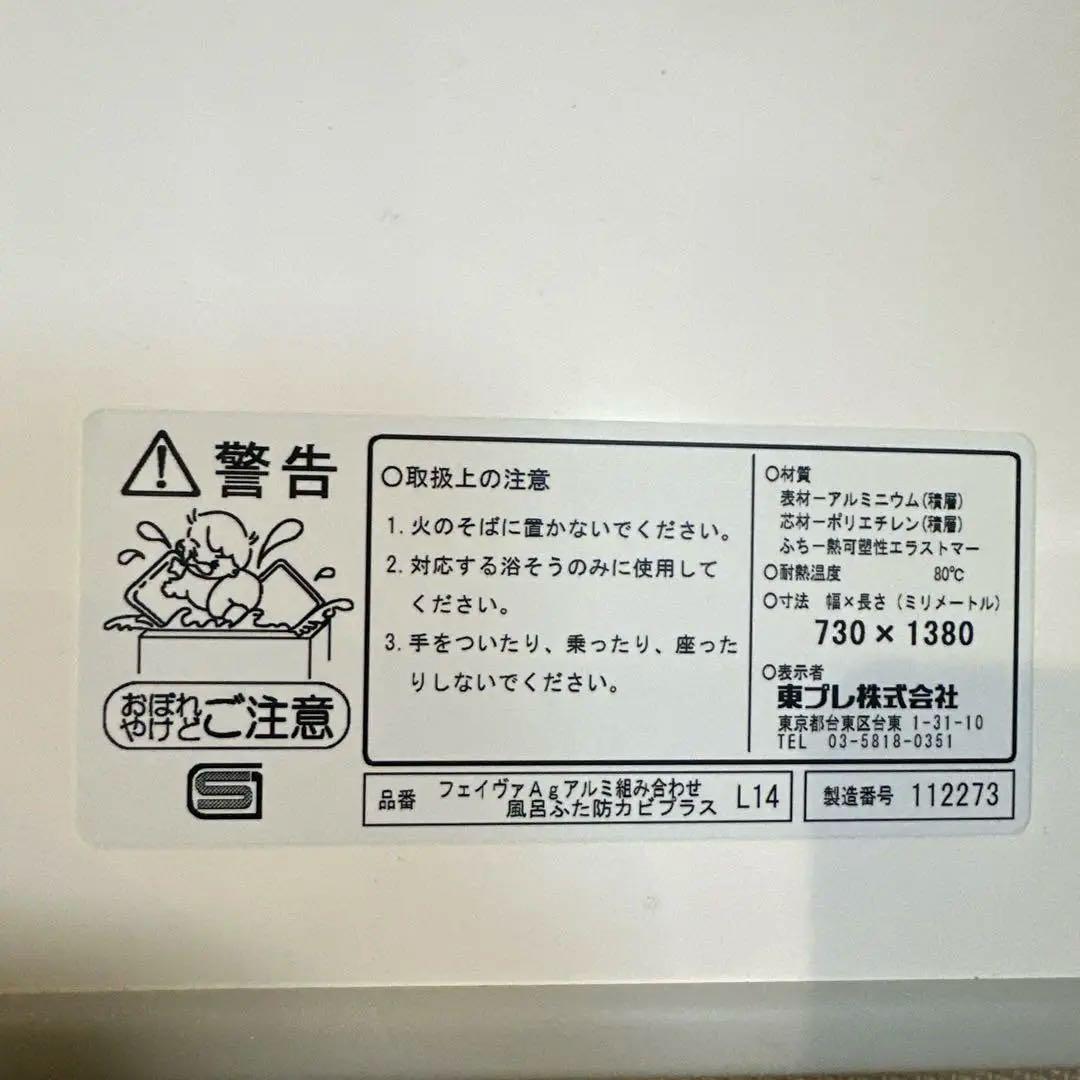 警告
おぼれ
やけど
ご注意
S
○取扱上の注意
1. 火のそばに置かないでください。
2. 対応する浴そうのみに使用して
ください。
3. 手をついたり、乗ったり、座った
りしないでください。
○材質
表材ーアルミニウム(積層)
芯材ーポリエチレン(積層)
ふちー熱可塑性エラストマー
○耐熱温度 80℃
○寸法 幅×長さ (ミリメートル)
730×1380
○表示者
東プレ株式会社
東京都台東区台東 1-31-10
TEL 03-5818-0351
品番 フェイヴァAgアルミ組み合わせ
風呂ふた防カビプラス L14
製造番号 112273